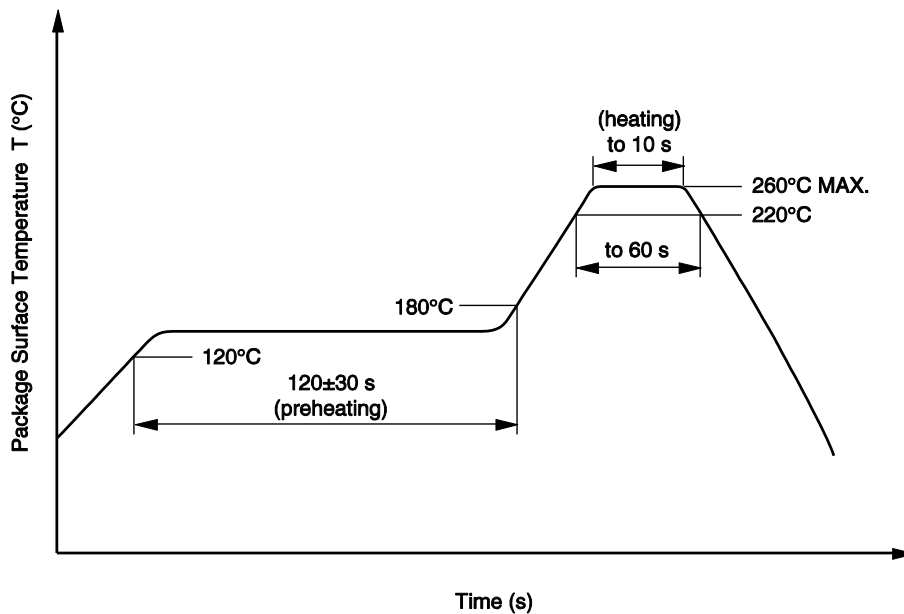 Package Surface Temperature T (°C)
(heating)
to 10 s
260°C MAX.
220°C
to 60 s
180°C
120°C
120±30 s
(preheating)
Time (s)